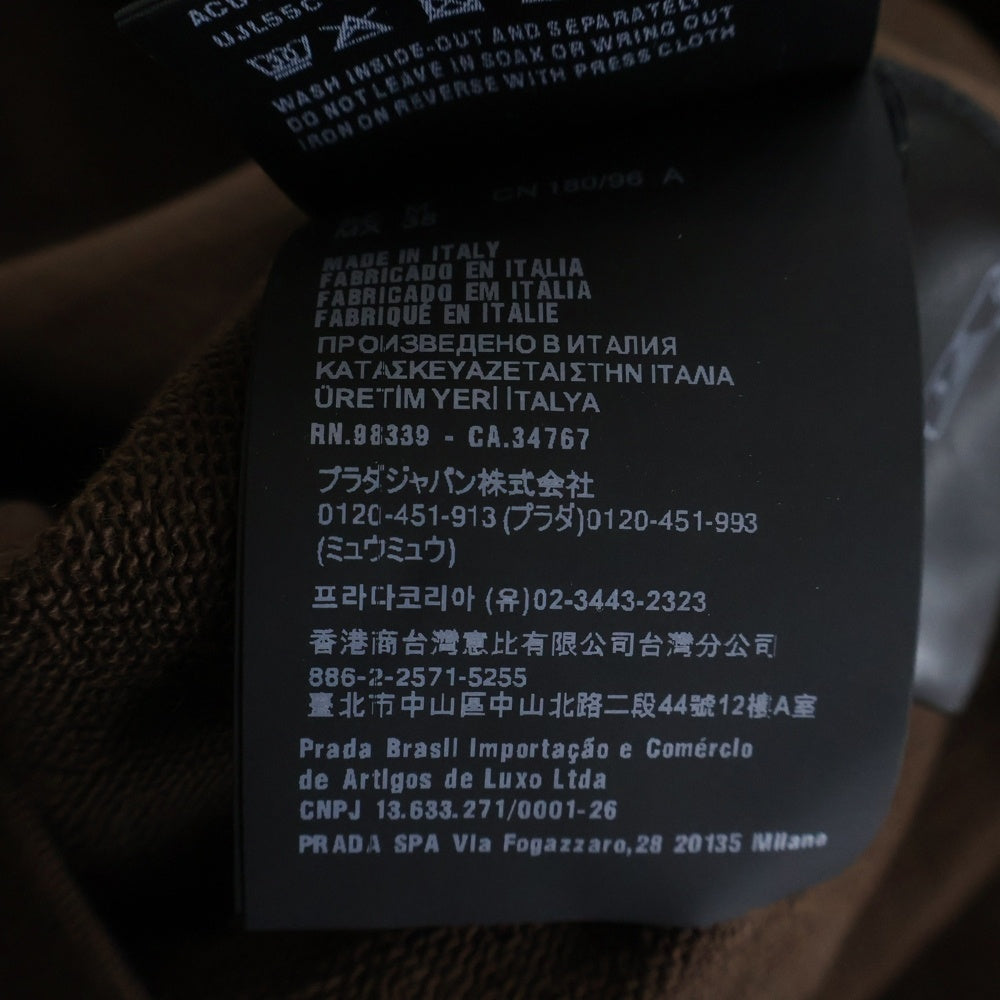 UJL55C
WASH INSIDE-OUT AND SEPARATELY
DO NOT LEAVE IN SOAK OR WRING OUT
IRON ON REVERSE WITH PRESS CLOTH
CN 180/96 A
M
38
MADE IN ITALY
FABRICADO EN ITALIA
FABRICADO EM ITÁLIA
FABRIQUÉ EN ITALIE
ПРОИЗВЕДЕНО В ИТАЛИЯ
ΚΑΤΑΣΚΕΥΑΖΕΤΑΙ ΣΤΗΝ ΙΤΑΛΙΑ
ÜRETİM YERİ İTALYA
RN.98339 - CA.34767
プラダジャパン株式会社
0120-451-913 (プラダ)0120-451-993
(ミュウミュウ)
프라다코리아 (유)02-3443-2323
香港商台灣惠比有限公司台灣分公司
886-2-2571-5255
臺北市中山區中山北路二段44號12樓A室
Prada Brasil Importação e Comércio
de Artigos de Luxo Ltda
CNPJ 13.633.271/0001-26
PRADA SPA Via Fogazzaro,28 20135 Milano